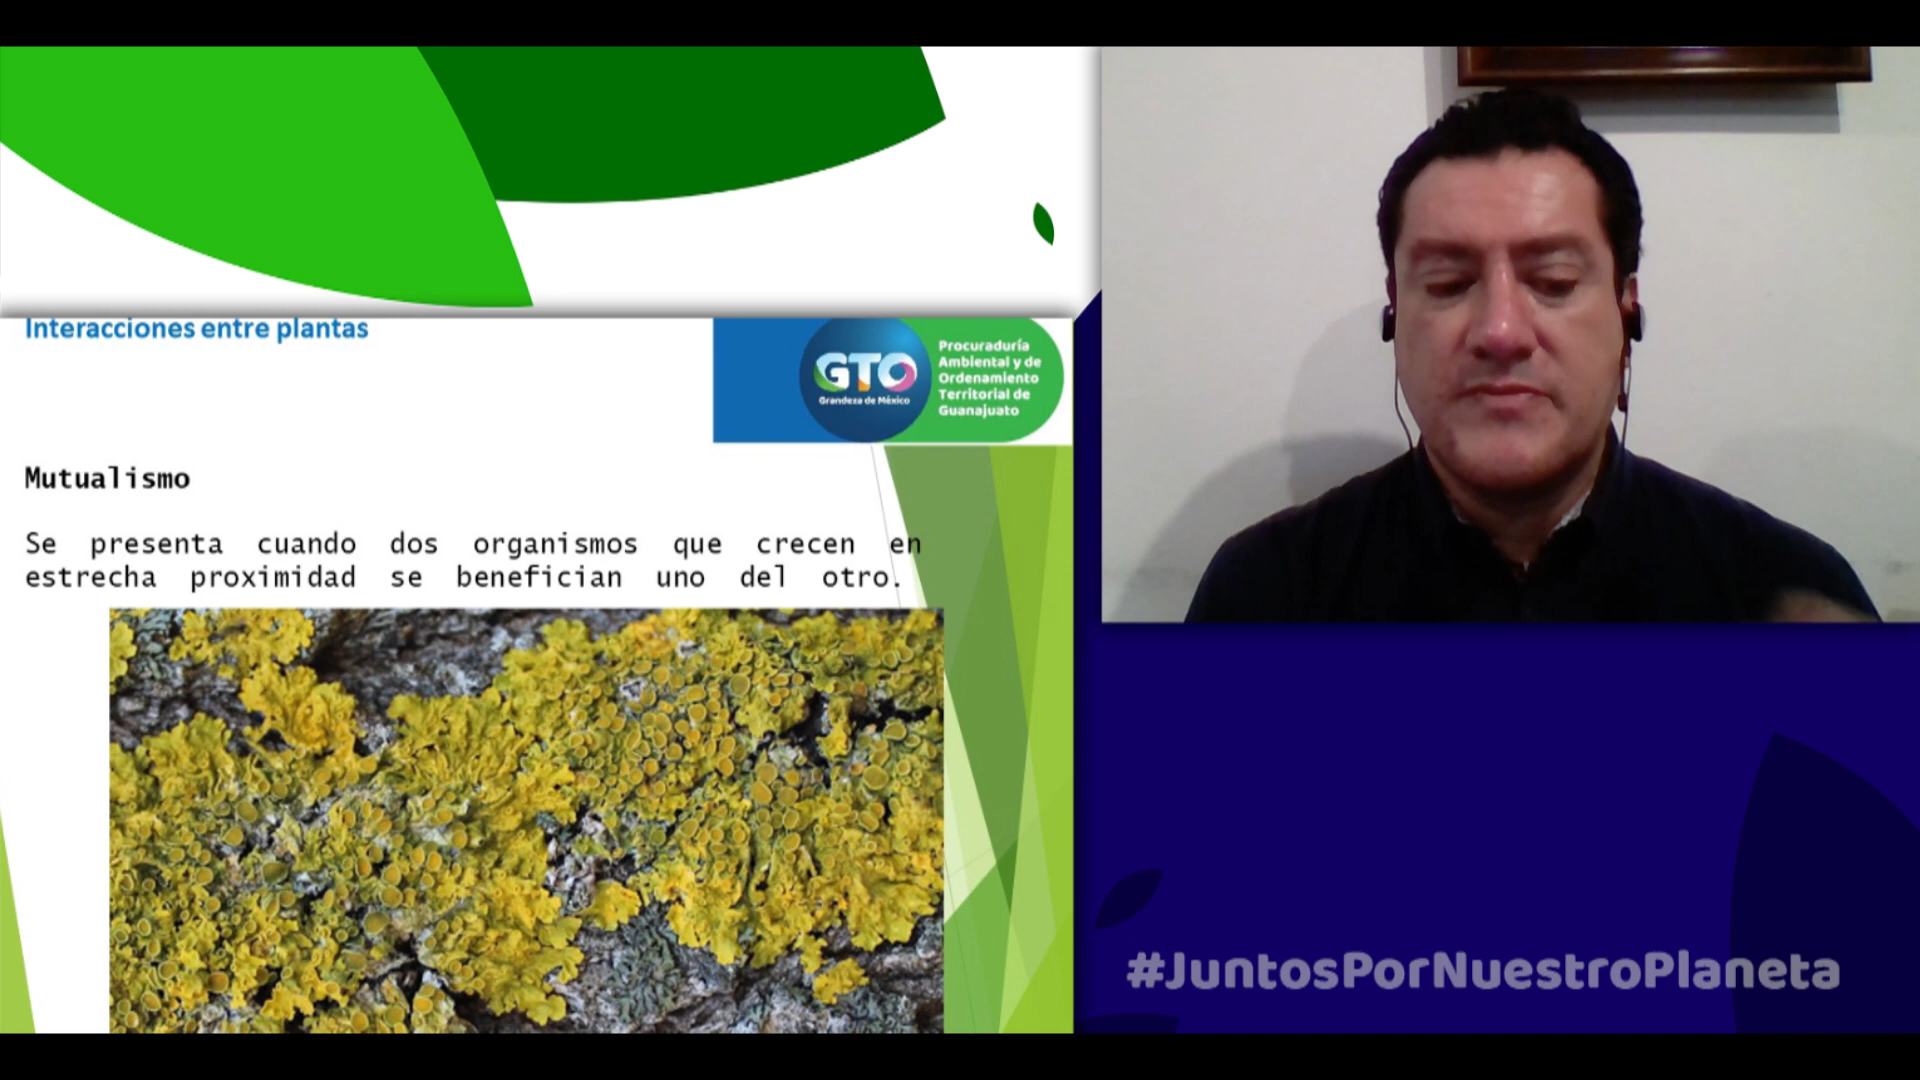 Interacciones entre plantas
GTO
Grandeza de México
Procuraduría
Ambiental y de
Ordenamiento
Territorial de
Guanajuato
Mutualismo
Se presenta cuando dos organismos que crecen en
estrecha proximidad se benefician uno del otro.
#JuntosPorNuestroPlaneta